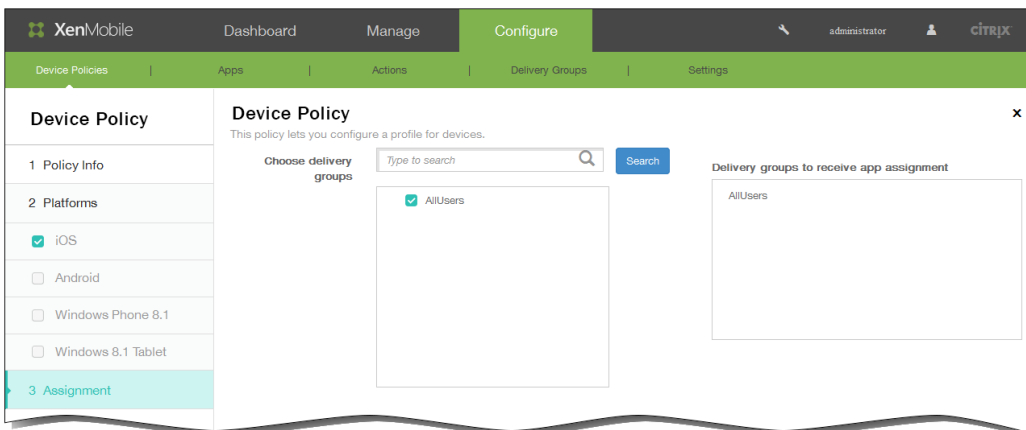 XenMobile Dashboard Manage Configure administrator CITRIX
Device Policies | Apps | Actions | Delivery Groups | Settings
Device Policy
1 Policy Info
2 Platforms
iOS
Android
Windows Phone 8.1
Windows 8.1 Tablet
3 Assignment
Device Policy
x
This policy lets you configure a profile for devices.
Choose delivery
groups
Type to search
Search
AllUsers
Delivery groups to receive app assignment
AllUsers